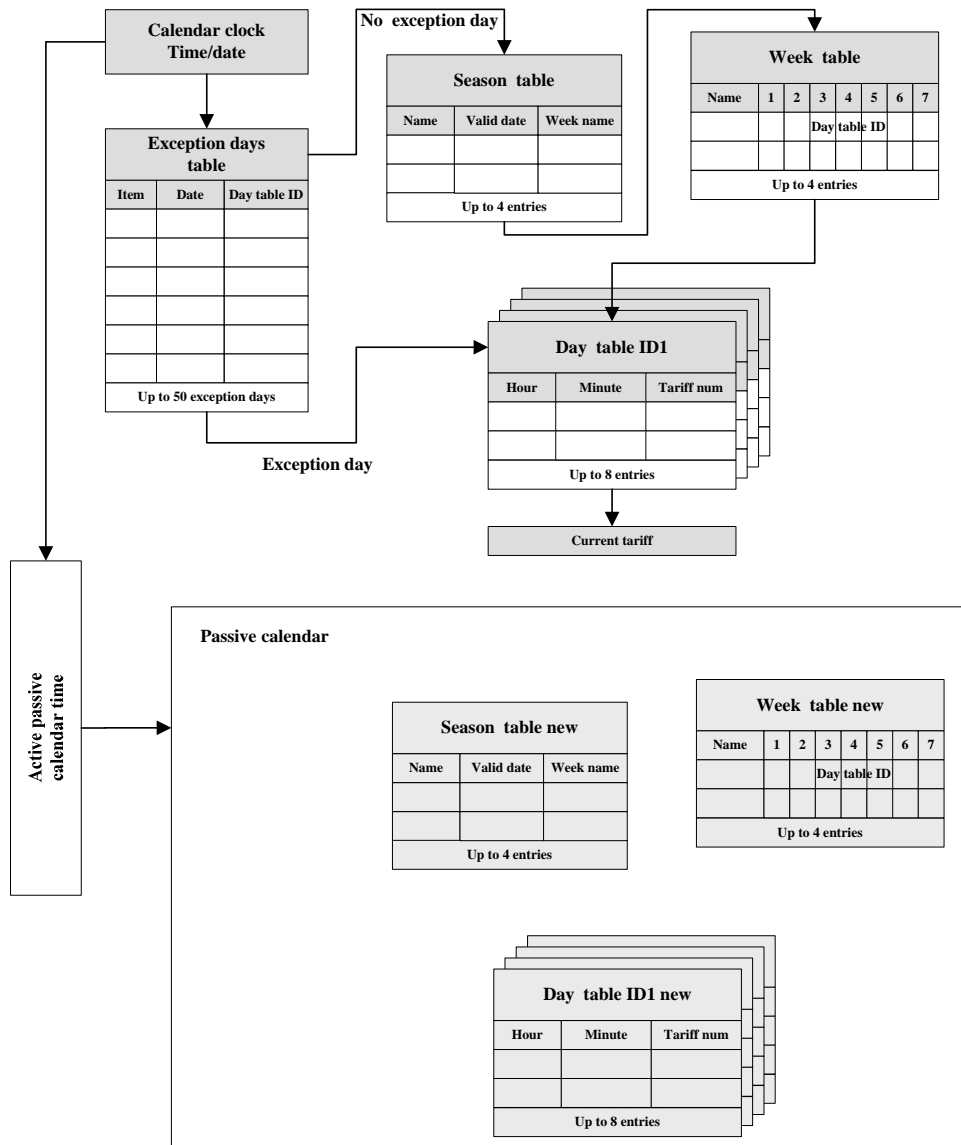 Calendar clock
Time/date
No exception day
Season table
Name Valid date Week name
Up to 4 entries
Week table
Name 1 2 3 4 5 6 7
Day table ID
Up to 4 entries
Exception days
table
Item Date Day table ID
Up to 50 exception days
Exception day
Day table ID1
Hour Minute Tariff num
Up to 8 entries
Current tariff
Active passive
calendar time
Passive calendar
Season table new
Name Valid date Week name
Up to 4 entries
Week table new
Name 1 2 3 4 5 6 7
Day table ID
Up to 4 entries
Day table ID1 new
Hour Minute Tariff num
Up to 8 entries